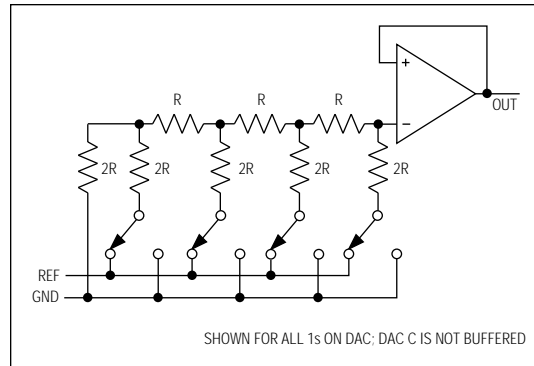 +
OUT
R R R
−
2R 2R 2R 2R 2R
REF
GND
SHOWN FOR ALL 1s ON DAC; DAC C IS NOT BUFFERED